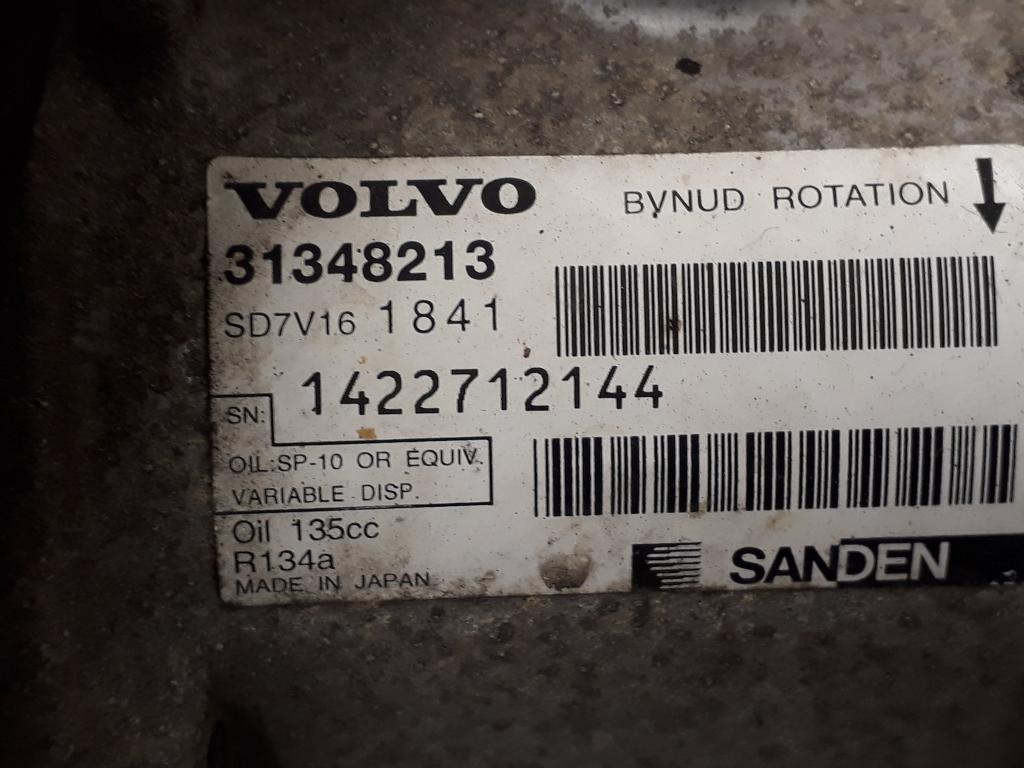 VOLVO
BVNUD ROTATION
31348213
SD7V16 1841
SN: 1422712144
OIL:SP-10 OR EQUIV.
VARIABLE DISP.
Oil 135cc
R134a
MADE IN JAPAN
SANDEN